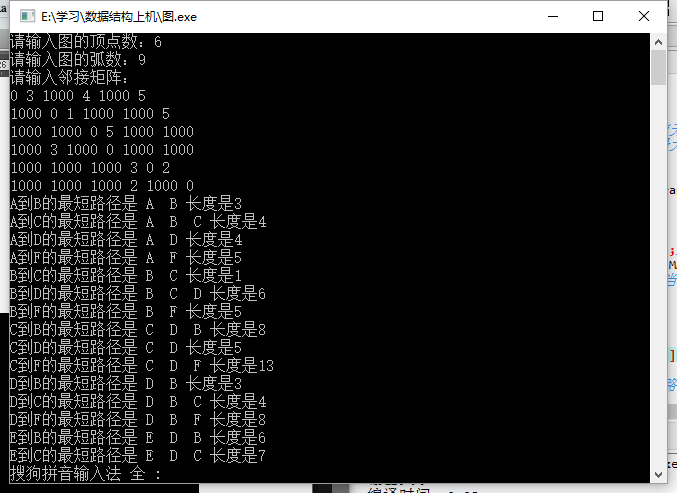 E:\学习\数据结构上机\图.exe
请输入图的顶点数：6
请输入图的弧数：9
请输入邻接矩阵：
0 3 1000 4 1000 5
1000 0 1 1000 1000 5
1000 1000 0 5 1000 1000
1000 3 1000 0 1000 1000
1000 1000 1000 3 0 2
1000 1000 1000 2 1000 0
A到B的最短路径是 A  B 长度是3
A到C的最短路径是 A  B  C 长度是4
A到D的最短路径是 A  D 长度是4
A到F的最短路径是 A  F 长度是5
B到C的最短路径是 B  C 长度是1
B到D的最短路径是 B  C  D 长度是6
B到F的最短路径是 B  F 长度是5
C到B的最短路径是 C  D  B 长度是8
C到D的最短路径是 C  D 长度是5
C到F的最短路径是 C  D  F 长度是13
D到B的最短路径是 D  B 长度是3
D到C的最短路径是 D  B  C 长度是4
D到F的最短路径是 D  B  F 长度是8
E到B的最短路径是 E  D  B 长度是6
E到C的最短路径是 E  D  C 长度是7
搜狗拼音输入法 全 :